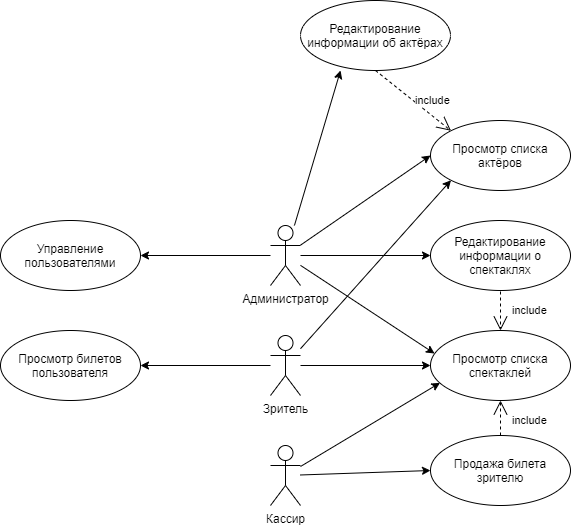 Редактирование
информации об актёрах
include
Просмотр списка
актёров
Управление
пользователями
Администратор
Редактирование
информации о
спектаклях
include
Просмотр билетов
пользователя
Зритель
Просмотр списка
спектаклей
include
Продажа билета
зрителю
Кассир